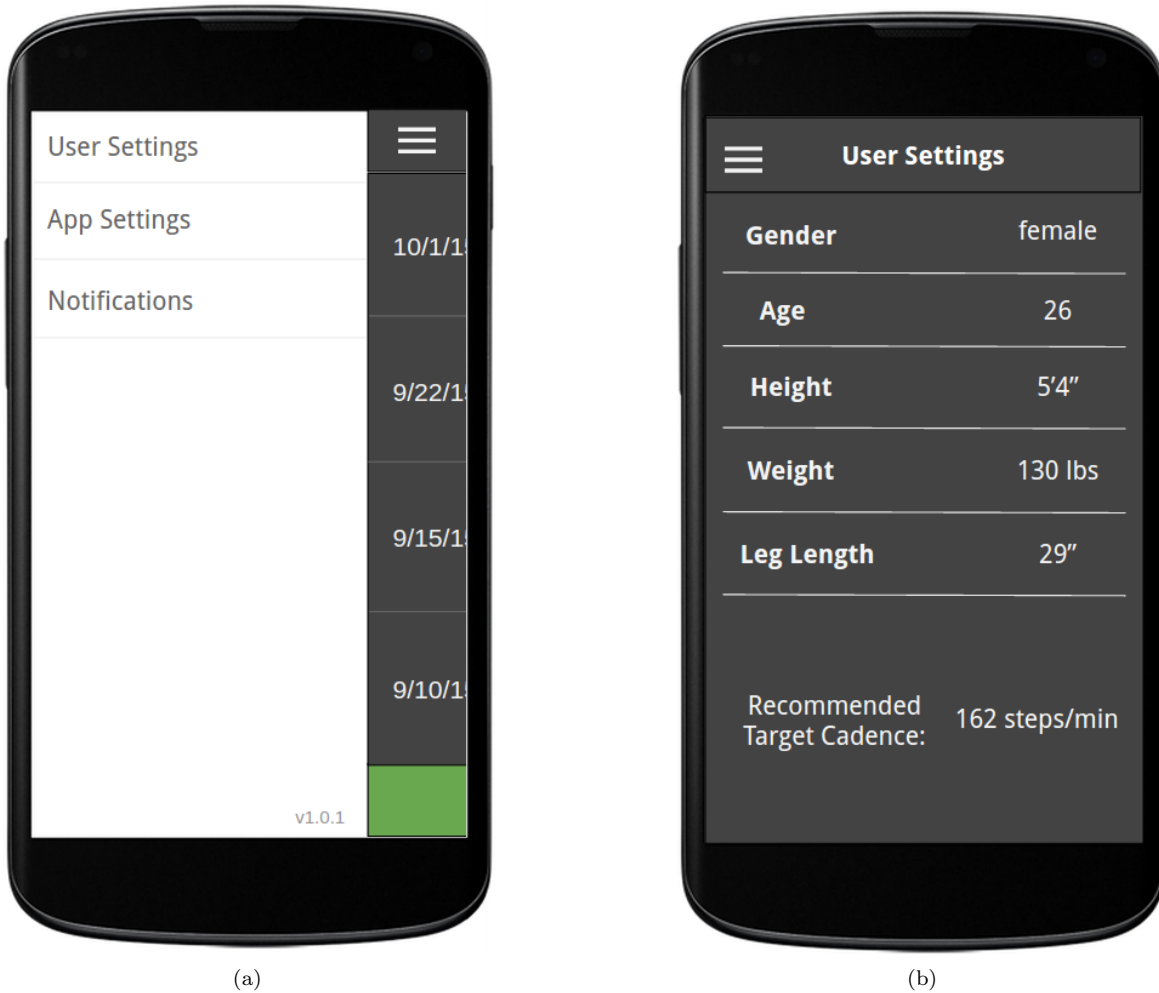 User Settings
App Settings
Notifications
v1.0.1
10/1/1
9/22/1
9/15/1
9/10/1
(a)
User Settings
Gender female
Age 26
Height 5’4”
Weight 130 lbs
Leg Length 29”
Recommended
Target Cadence:
162 steps/min
(b)